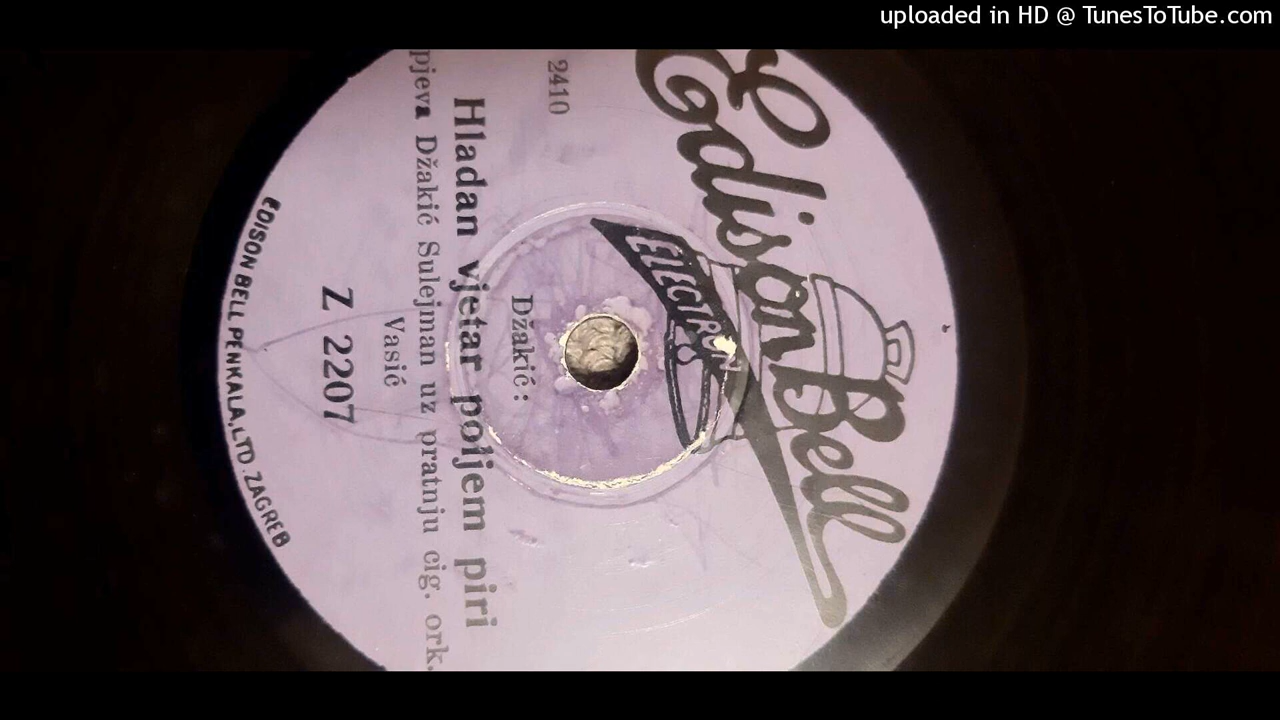 uploaded in HD @ TunesToTube.com
Edison Bell
ELECTRON
2410
Džakić:
Hladan vjetar poljem piri
pjeva Džakić Sulejman uz pratnju cig. ork.
Vasić
Z 2207
EDISON BELL PENKALA, LTD. ZAGREB